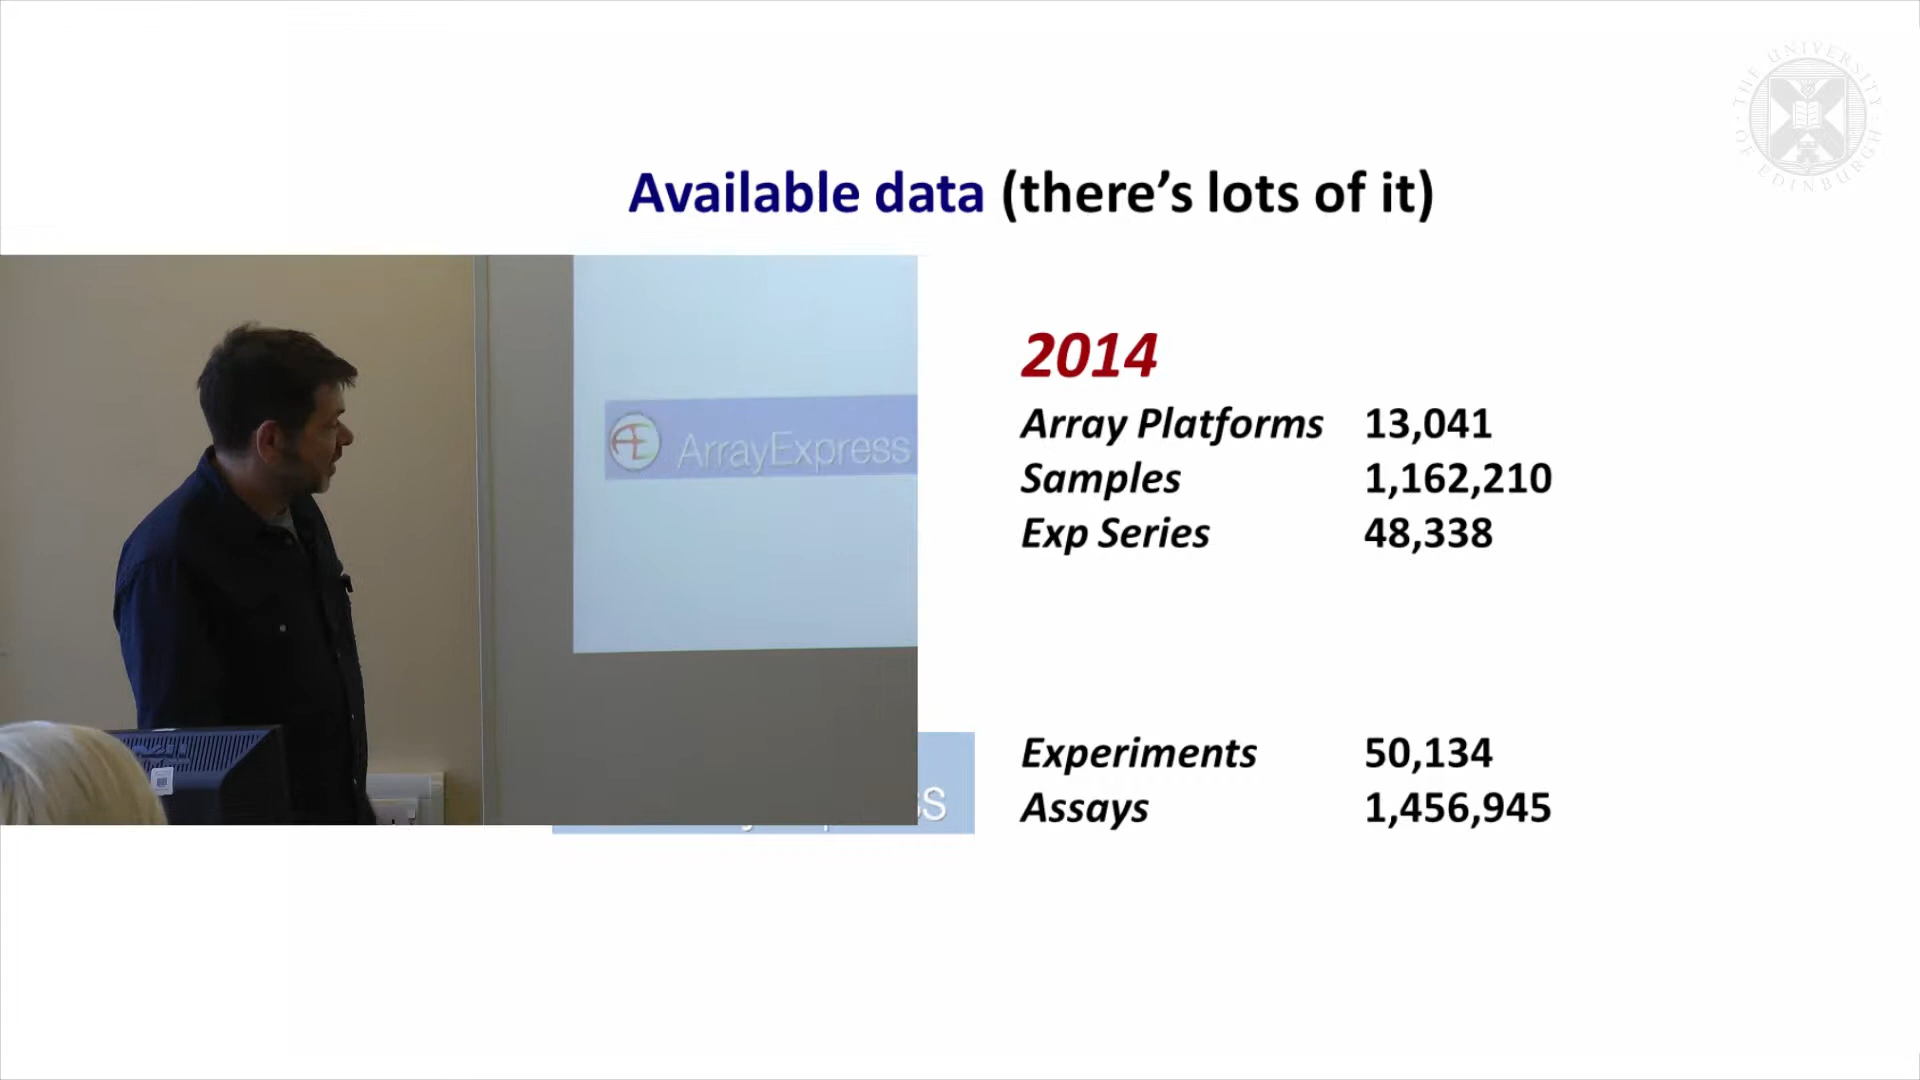 THE UNIVERSITY OF EDINBURGH
Available data (there's lots of it)
2014
Array Platforms 13,041
Samples 1,162,210
Exp Series 48,338
AE ArrayExpress
Experiments 50,134
Assays 1,456,945